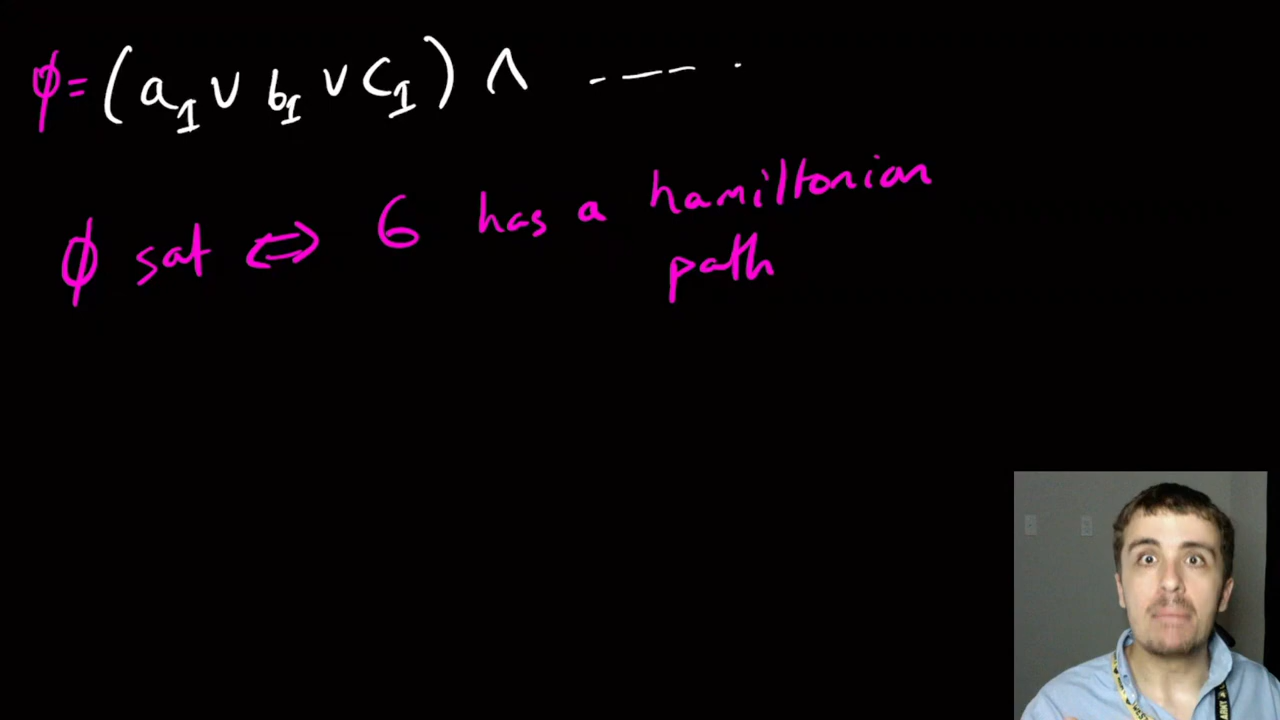 φ = (a₁ ∨ b₁ ∨ c₁) ∧ ---- .
φ sat ⇔ G has a hamiltonian
path